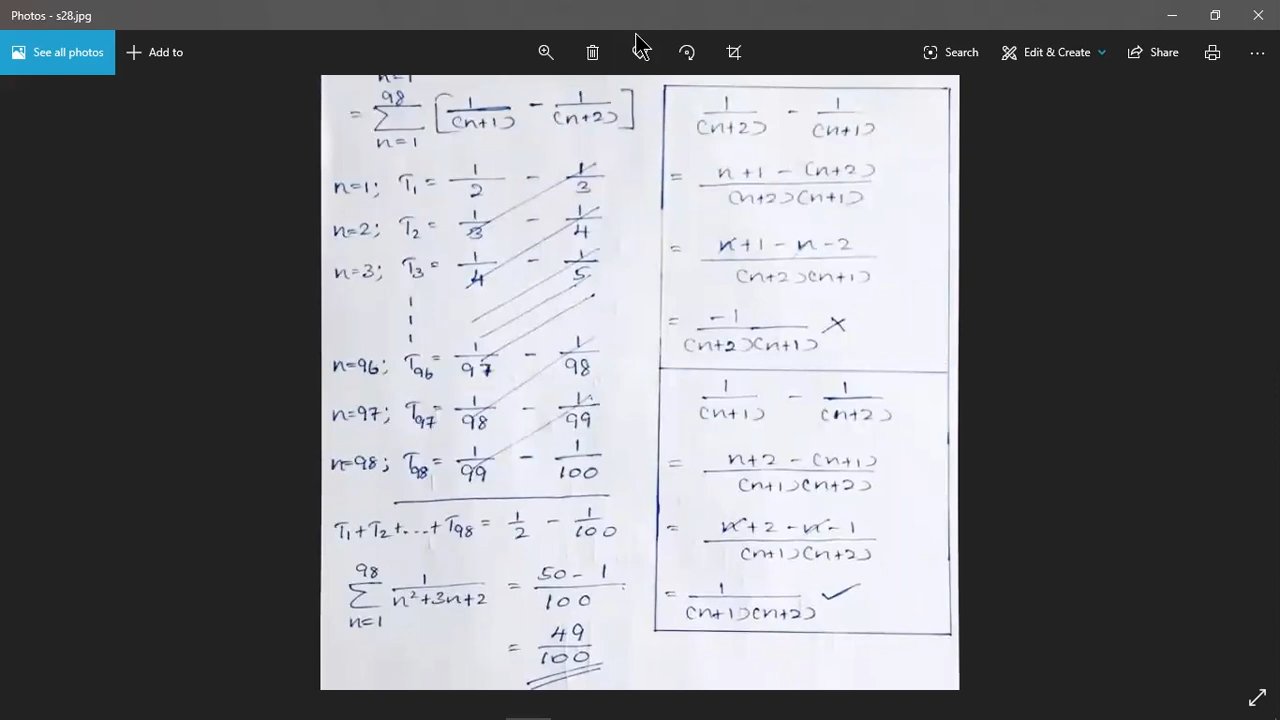 Photos - s28.jpg
See all photos
Add to
Search
Edit & Create
Share
n=1
= 98 ∑ n=1 [ 1/(n+1) - 1/(n+2) ]
n=1; T₁ = 1/2 - 1/3
n=2; T₂ = 1/3 - 1/4
n=3; T₃ = 1/4 - 1/5
n=96; T₉₆ = 1/97 - 1/98
n=97; T₉₇ = 1/98 - 1/99
n=98; T₉₈ = 1/99 - 1/100
T₁+T₂+...+T₉₈ = 1/2 - 1/100
98 ∑ n=1 1/(n²+3n+2) = (50-1)/100
= 49/100
1/(n+2) - 1/(n+1)
= (n+1 - (n+2))/((n+2)(n+1))
= (n+1-n-2)/((n+2)(n+1))
= -1/((n+2)(n+1)) ✗
1/(n+1) - 1/(n+2)
= (n+2 - (n+1))/((n+1)(n+2))
= (n+2-n-1)/((n+1)(n+2))
= 1/((n+1)(n+2)) ✓